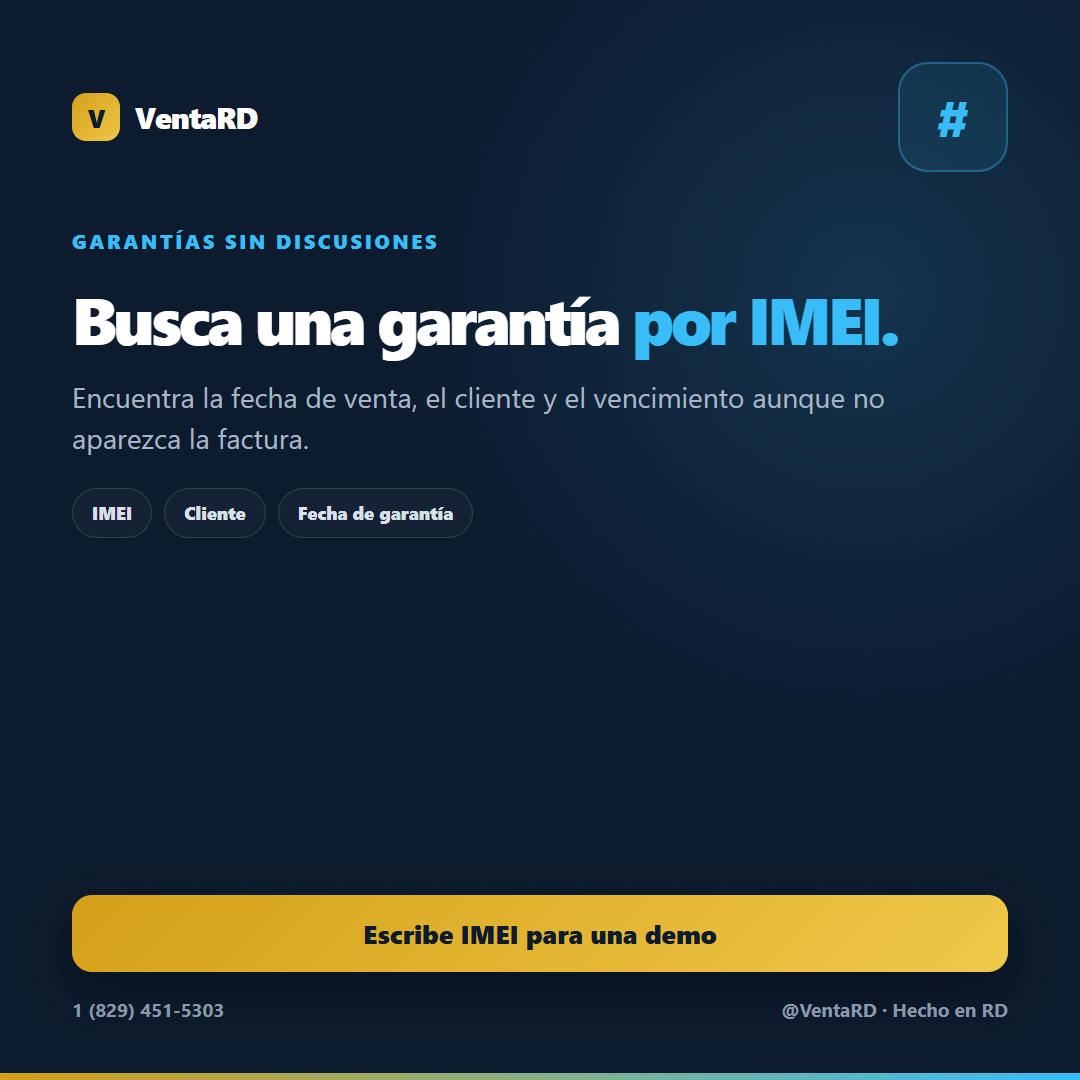 V VentaRD
#
GARANTÍAS SIN DISCUSIONES
Busca una garantía por IMEI.
Encuentra la fecha de venta, el cliente y el vencimiento aunque no
aparezca la factura.
IMEI Cliente Fecha de garantía
Escribe IMEI para una demo
1 (829) 451-5303 @VentaRD · Hecho en RD